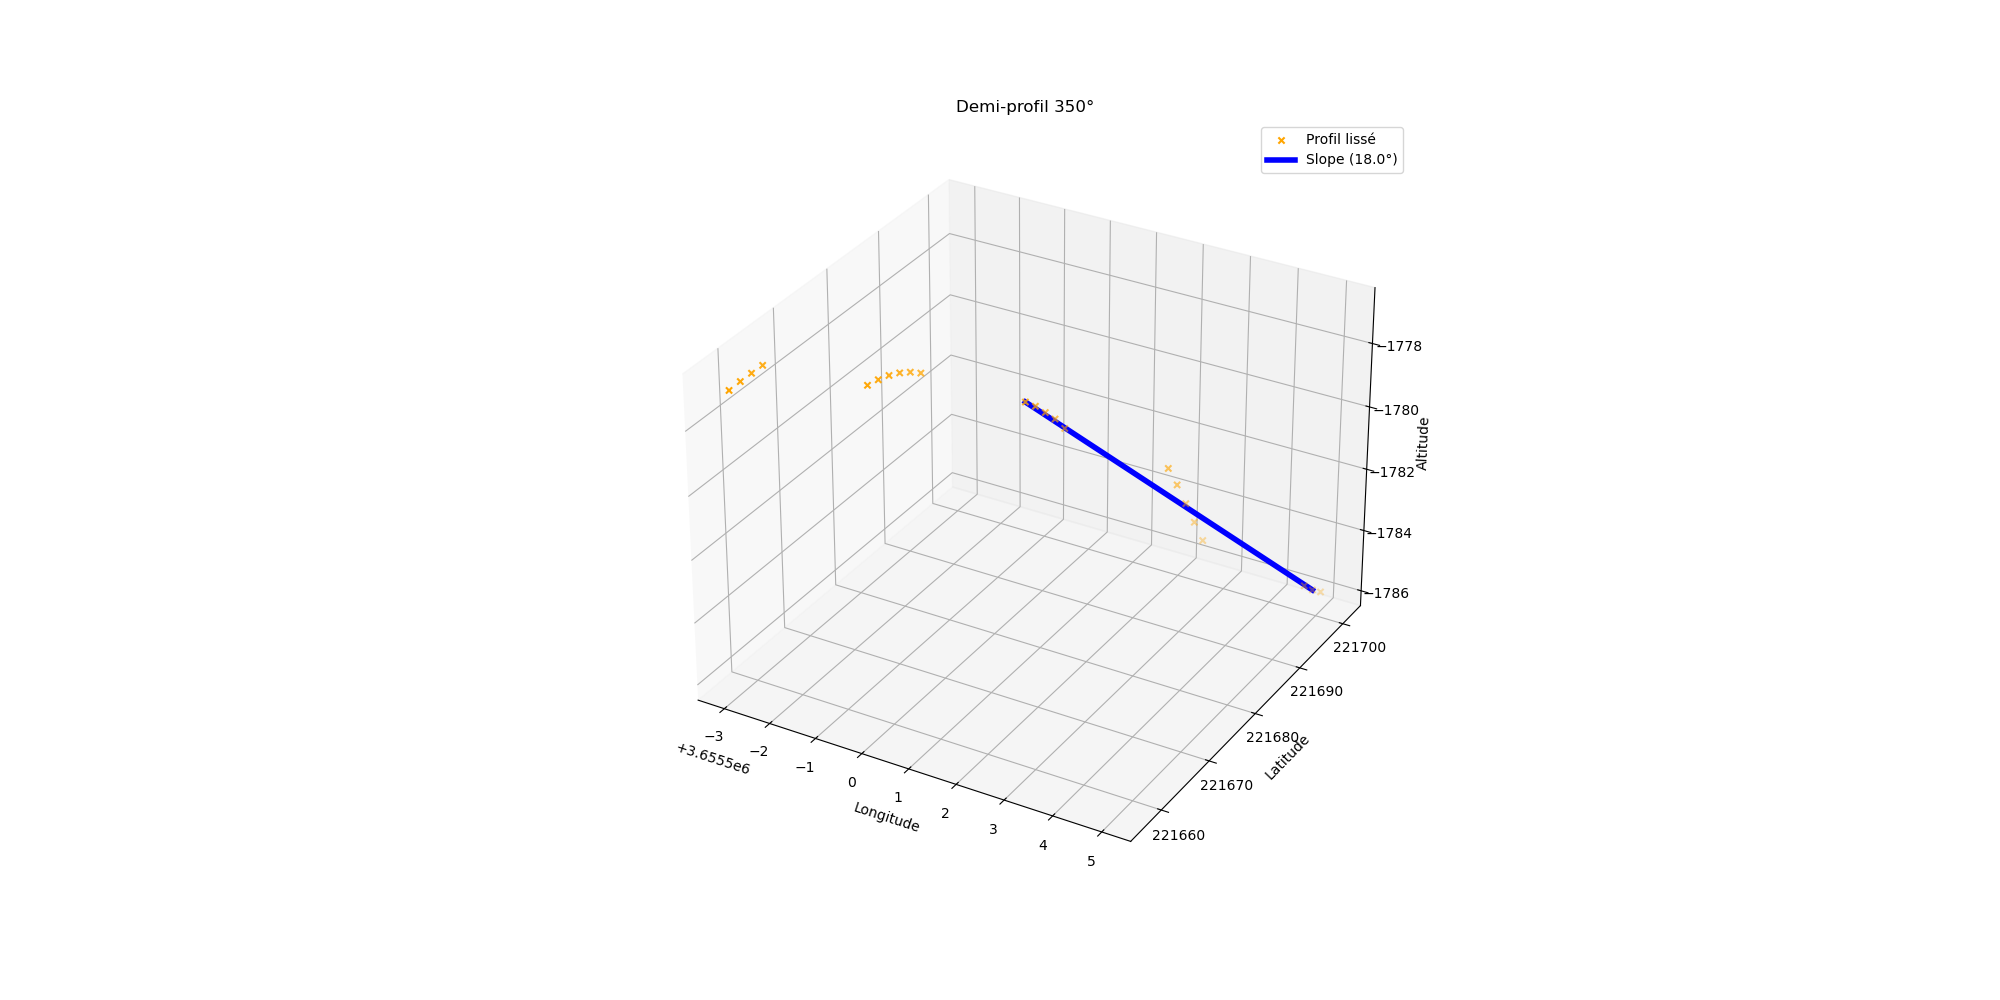 Demi-profil 350°
Profil lissé
Slope (18.0°)
−1778
−1780
−1782
−1784
−1786
Altitude
221700
221690
221680
221670
221660
Latitude
−3
−2
−1
0
1
2
3
4
5
+3.6555e6
Longitude